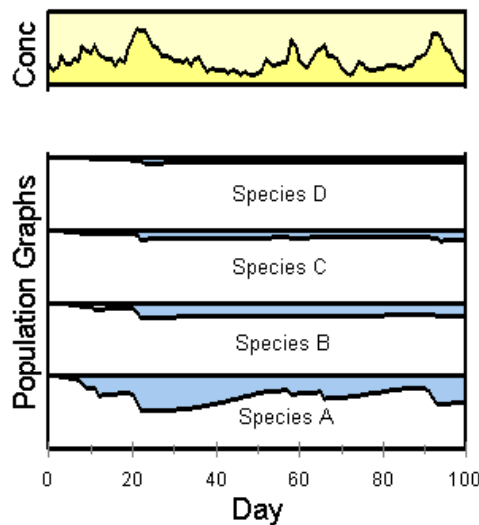 Conc
Population Graphs
Species D
Species C
Species B
Species A
0 20 40 60 80 100
Day